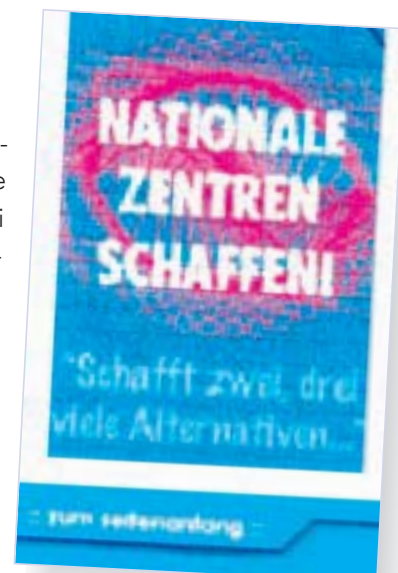 NATIONALE
ZENTREN
SCHAFFEN!
"Schafft zwei, drei
viele Alternativen..."
:: zum seitenanfang ::
-
e
i
-